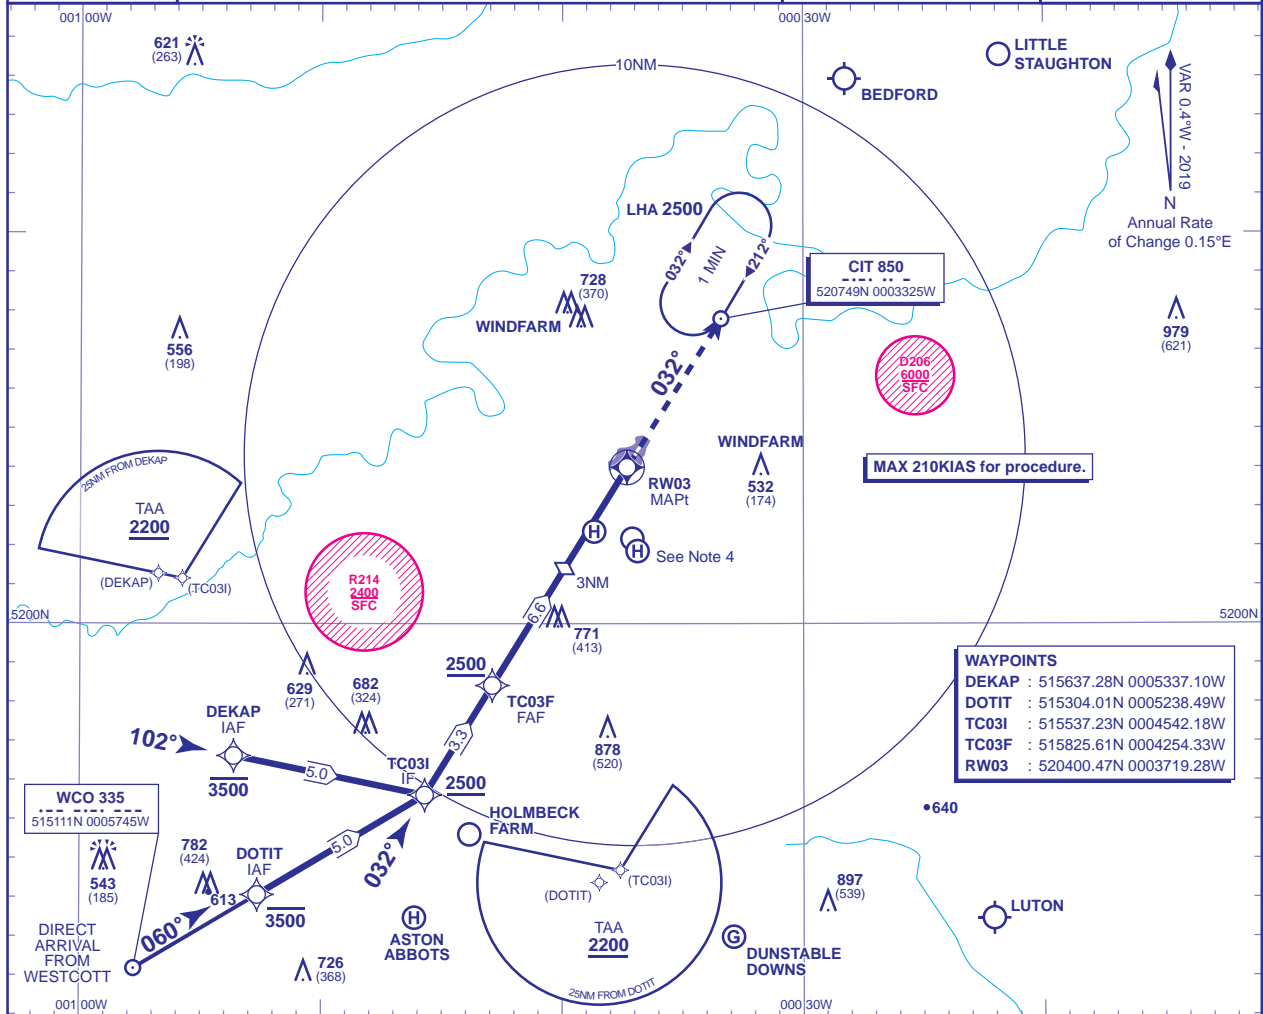 001 00W
000 30W
621
(263)
10NM
LITTLE
STAUGHTON
BEDFORD
VAR 0.4°W - 2019
N
Annual Rate
of Change 0.15°E
LHA 2500
032°
1 MIN
212°
CIT 850
-.-. .. -
520749N 0003325W
728
(370)
WINDFARM
556
(198)
979
(621)
D206
6000
SFC
032°
WINDFARM
532
(174)
MAX 210KIAS for procedure.
RW03
MAPt
25NM FROM DEKAP
TAA
2200
(DEKAP)
(TC03I)
H
H
See Note 4
3NM
R214
2400
SFC
5200N
5200N
6.6
771
(413)
2500
TC03F
FAF
629
(271)
682
(324)
DEKAP
IAF
102°
3500
5.0
3.3
TC03I
IF
2500
878
(520)
WAYPOINTS
DEKAP : 515637.28N 0005337.10W
DOTIT : 515304.01N 0005238.49W
TC03I : 515537.23N 0004542.18W
TC03F : 515825.61N 0004254.33W
RW03 : 520400.47N 0003719.28W
WCO 335
.-- -.-. ---
515111N 0005745W
HOLMBECK
FARM
640
782
(424)
613
543
(185)
DOTIT
IAF
5.0
032°
3500
060°
(DOTIT)
(TC03I)
TAA
2200
25NM FROM DOTIT
897
(539)
LUTON
DIRECT
ARRIVAL
FROM
WESTCOTT
H
ASTON
ABBOTS
G
DUNSTABLE
DOWNS
726
(368)
001 00W
000 30W